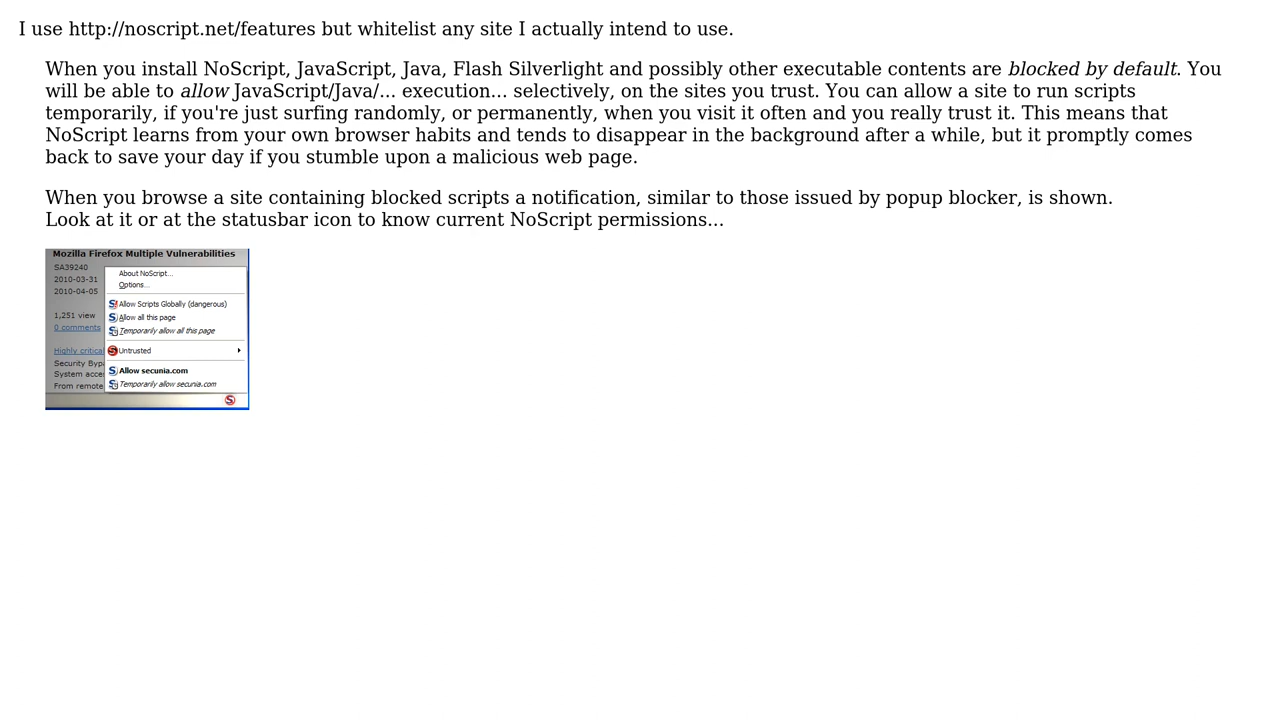 I use http://noscript.net/features but whitelist any site I actually intend to use.
When you install NoScript, JavaScript, Java, Flash Silverlight and possibly other executable contents are blocked by default. You
will be able to allow JavaScript/Java/... execution... selectively, on the sites you trust. You can allow a site to run scripts
temporarily, if you're just surfing randomly, or permanently, when you visit it often and you really trust it. This means that
NoScript learns from your own browser habits and tends to disappear in the background after a while, but it promptly comes
back to save your day if you stumble upon a malicious web page.
When you browse a site containing blocked scripts a notification, similar to those issued by popup blocker, is shown.
Look at it or at the statusbar icon to know current NoScript permissions...
Mozilla Firefox Multiple Vulnerabilities
SA39240
2010-03-31
2010-04-05
1,251 view
0 comments
Highly critica
Security Byp
System acce
From remote
About NoScript...
Options...
Allow Scripts Globally (dangerous)
Allow all this page
Temporarily allow all this page
Untrusted
Allow secunia.com
Temporarily allow secunia.com